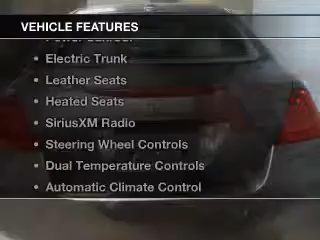 VEHICLE FEATURES
• Electric Trunk
• Leather Seats
• Heated Seats
• SiriusXM Radio
• Steering Wheel Controls
• Dual Temperature Controls
• Automatic Climate Control